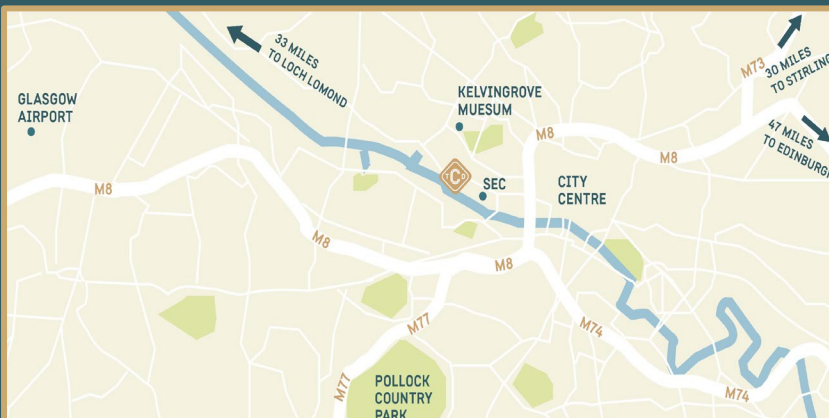 33 MILES
TO LOCH LOMOND
M73
30 MILES
TO STIRLING
GLASGOW
AIRPORT
KELVINGROVE
MUESUM
47 MILES
TO EDINBURGH
M8
M8
M8
C
SEC
CITY
CENTRE
M8
M8
M77
M74
M77
POLLOCK
COUNTRY
PARK
M74